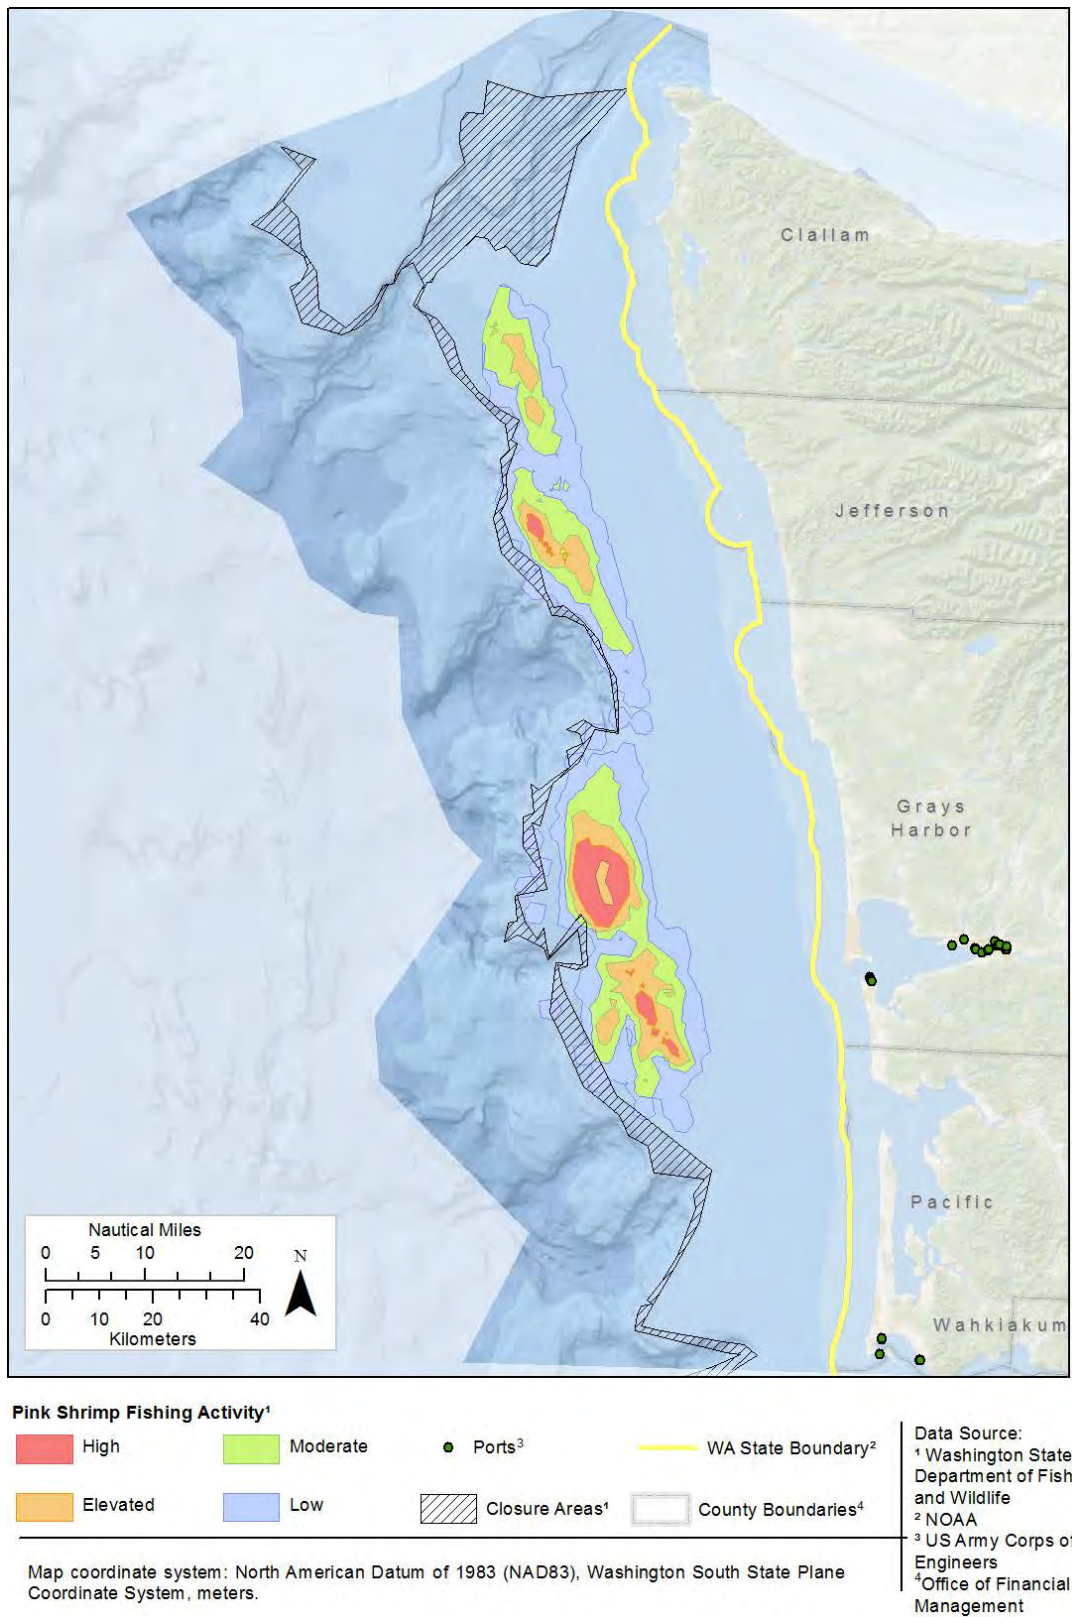 Clallam
Jefferson
Grays
Harbor
Pacific
Wahkiakum
Nautical Miles
0 5 10 20
N
0 10 20 40
Kilometers
Pink Shrimp Fishing Activity¹
High
Moderate
Ports³
WA State Boundary²
Elevated
Low
Closure Areas¹
County Boundaries⁴
Data Source:
¹ Washington State
Department of Fish
and Wildlife
² NOAA
³ US Army Corps of
Engineers
⁴Office of Financial
Management
Map coordinate system: North American Datum of 1983 (NAD83), Washington South State Plane
Coordinate System, meters.